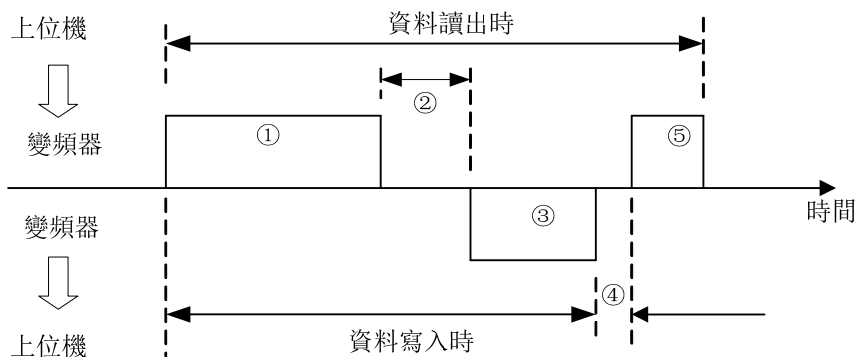 上位機
資料讀出時
②
①
⑤
變頻器
時間
變頻器
③
④
資料寫入時
上位機